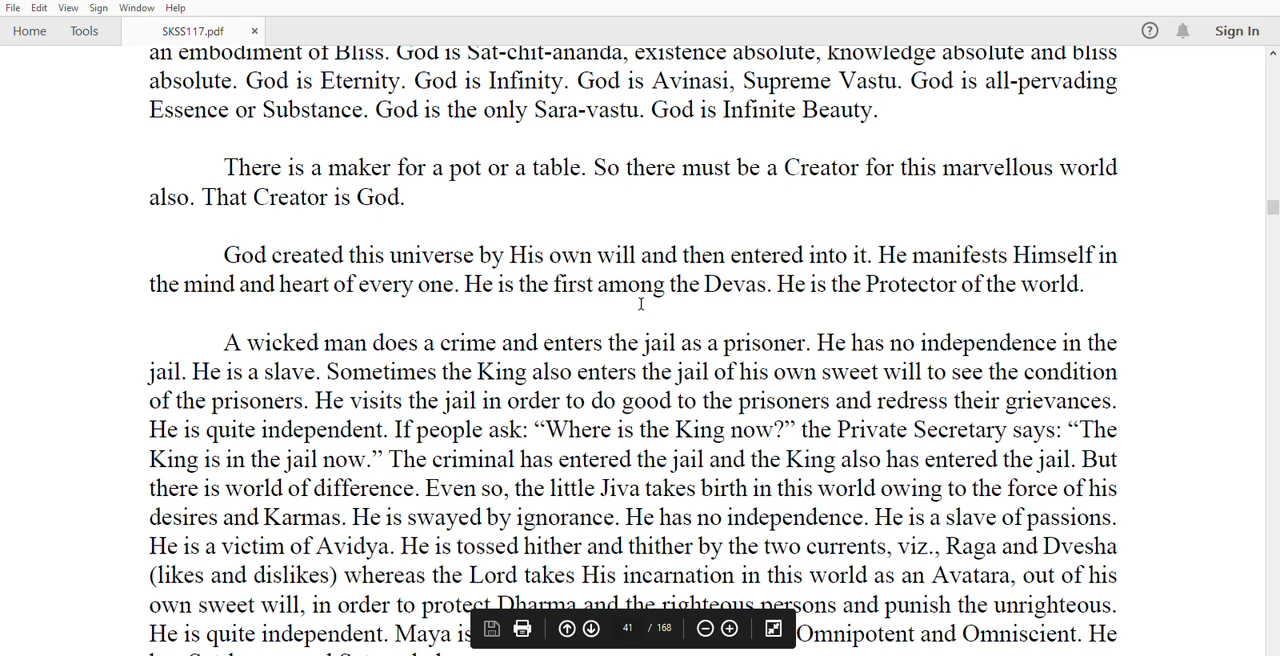 File Edit View Sign Window Help
Home Tools SKSS117.pdf × ? Sign In
an embodiment of Bliss. God is Sat-chit-ananda, existence absolute, knowledge absolute and bliss
absolute. God is Eternity. God is Infinity. God is Avinasi, Supreme Vastu. God is all-pervading
Essence or Substance. God is the only Sara-vastu. God is Infinite Beauty.
There is a maker for a pot or a table. So there must be a Creator for this marvellous world
also. That Creator is God.
God created this universe by His own will and then entered into it. He manifests Himself in
the mind and heart of every one. He is the first among the Devas. He is the Protector of the world.
A wicked man does a crime and enters the jail as a prisoner. He has no independence in the
jail. He is a slave. Sometimes the King also enters the jail of his own sweet will to see the condition
of the prisoners. He visits the jail in order to do good to the prisoners and redress their grievances.
He is quite independent. If people ask: “Where is the King now?” the Private Secretary says: “The
King is in the jail now.” The criminal has entered the jail and the King also has entered the jail. But
there is world of difference. Even so, the little Jiva takes birth in this world owing to the force of his
desires and Karmas. He is swayed by ignorance. He has no independence. He is a slave of passions.
He is a victim of Avidya. He is tossed hither and thither by the two currents, viz., Raga and Dvesha
(likes and dislikes) whereas the Lord takes His incarnation in this world as an Avatara, out of his
own sweet will, in order to protect Dharma and the righteous persons and punish the unrighteous.
He is quite independent. Maya is Omnipotent and Omniscient. He
41 / 168